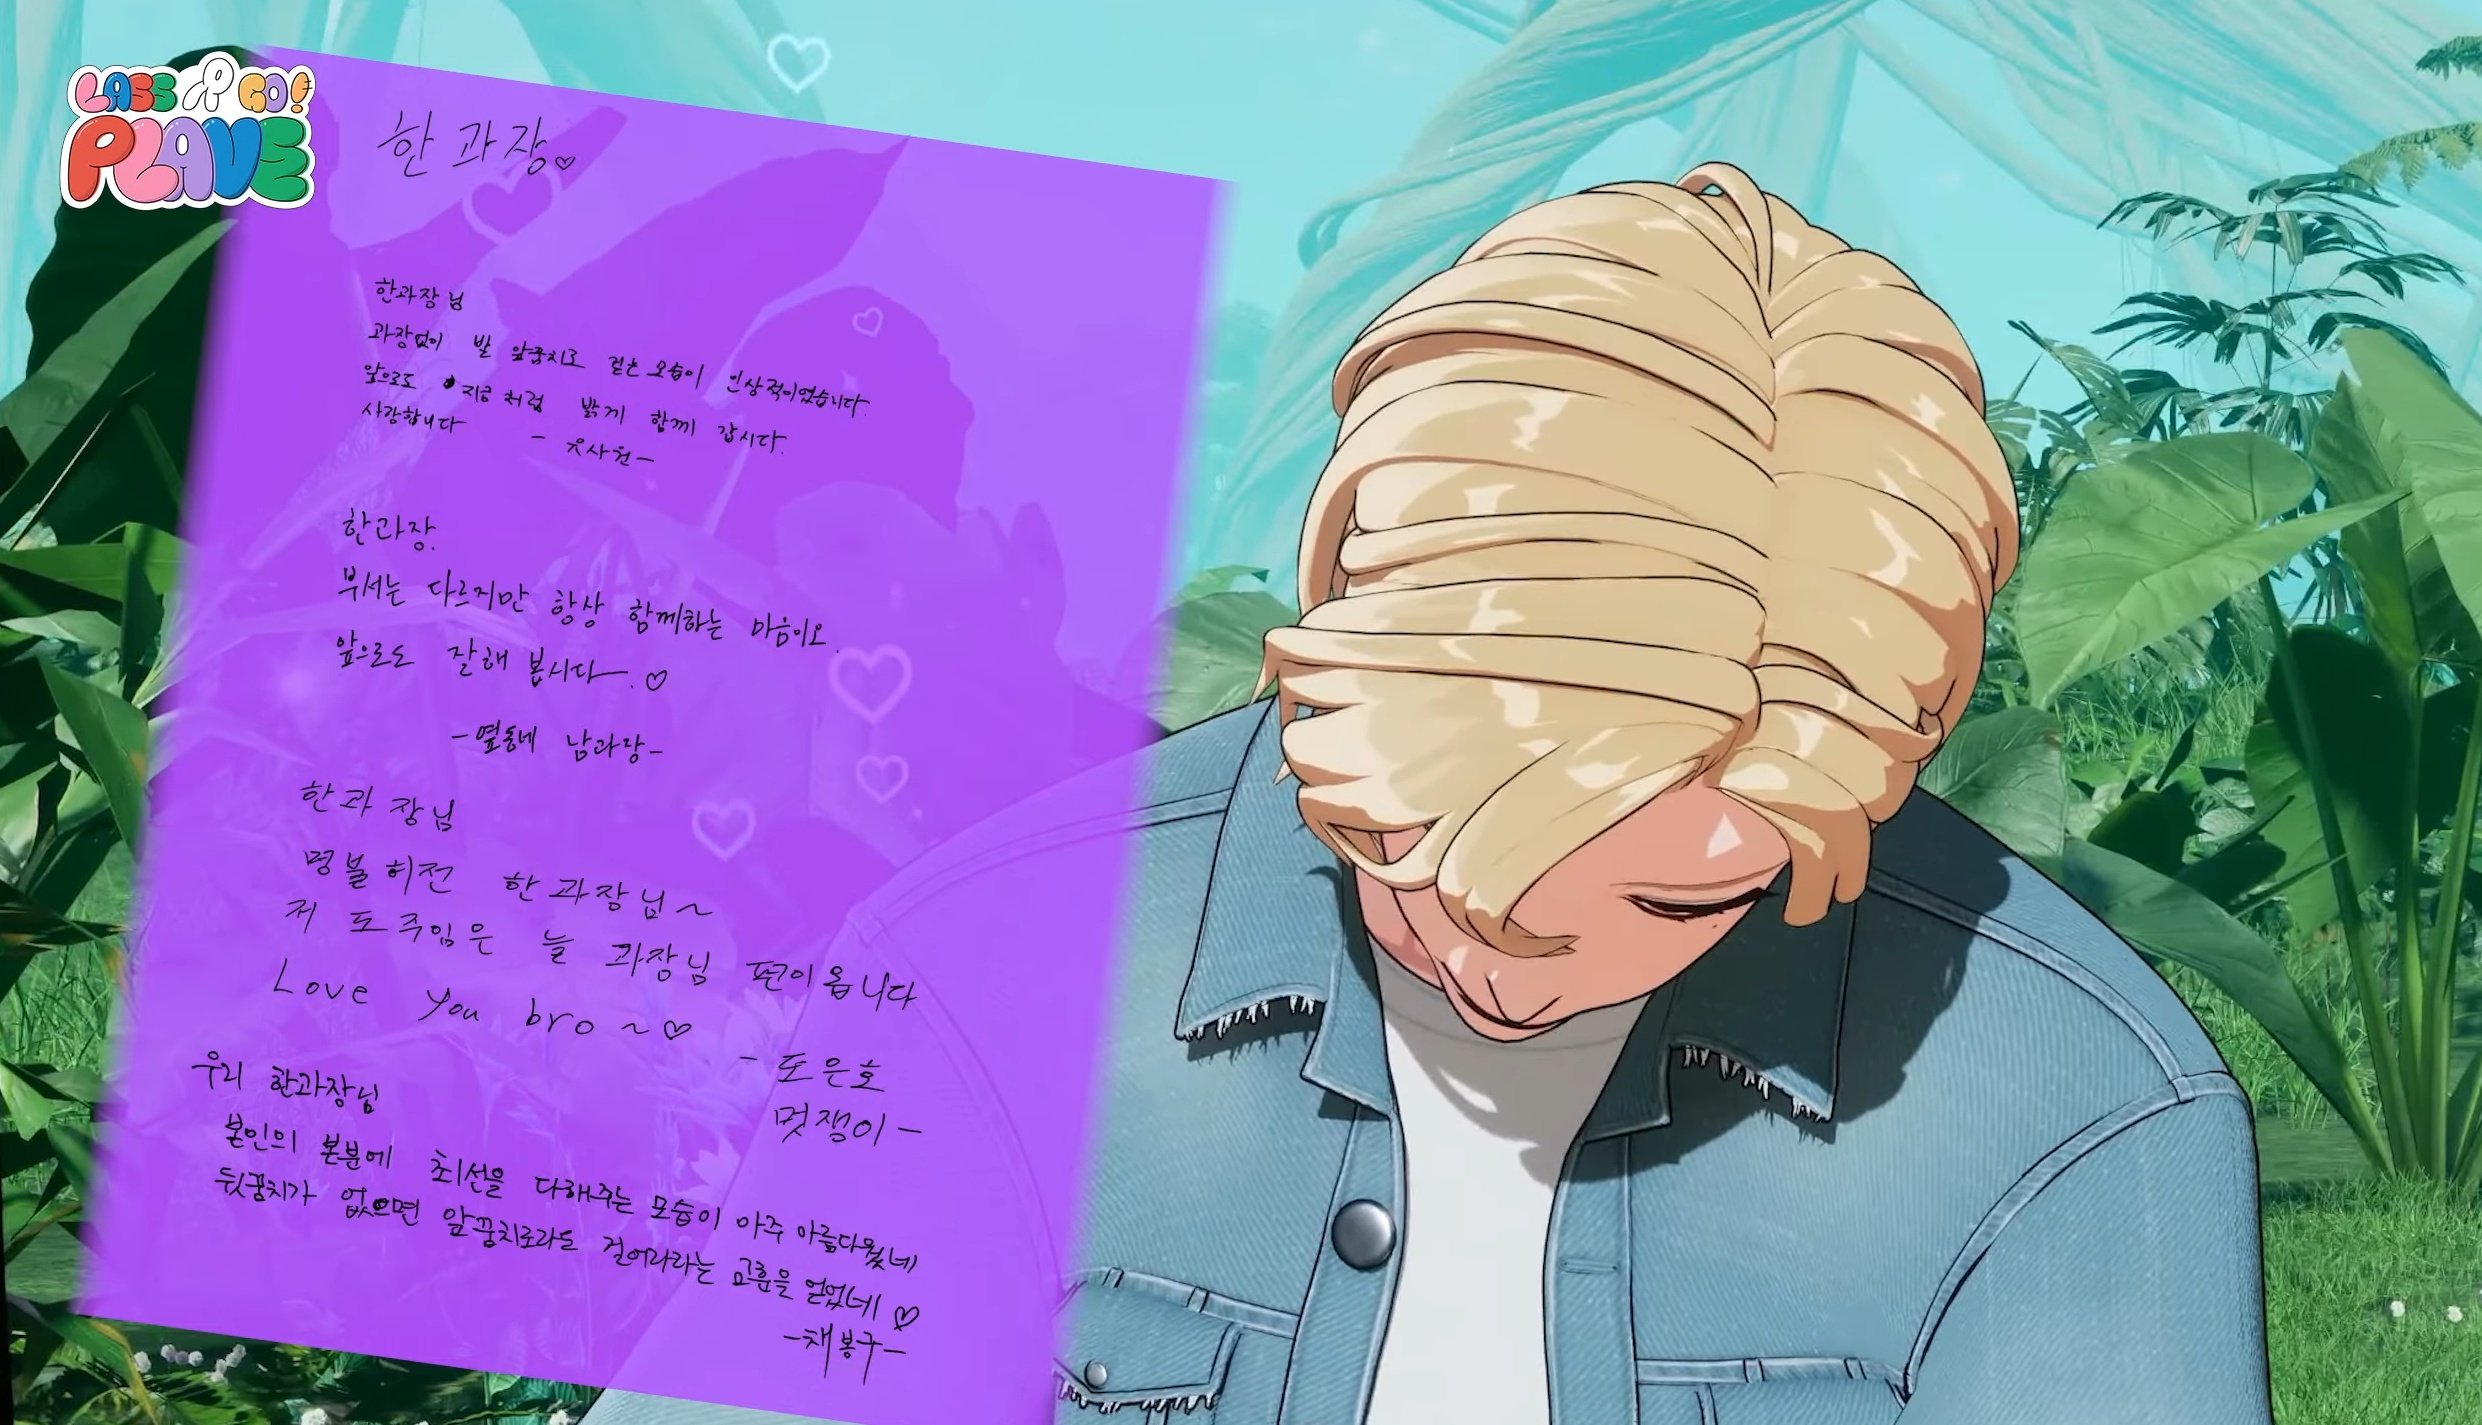 LASS GO!
PLAVE
한과장♡
한과장님
과장없이 발 앞꿈치로 걷는 모습이 인상적이었습니다.
앞으로도 지금처럼 밝게 함께 갑시다.
사랑합니다
한과장.
부서는 다르지만 항상 함께하는 마음이오.
앞으로도 잘해 봅시다. ♡
-옆동네 남과장-
한과장님
명불허전 한과장님~
저 도주임은 늘 과장님 편이옵니다
Love you bro ~♡
- 도은호
멋쟁이 -
우리 한과장님
본인의 본분에 최선을 다해주는 모습이 아주 아름다웠네
뒷꿈치가 없으면 앞꿈치로라도 걸어라라는 교훈을 얻었네 ♡
-채봉구-